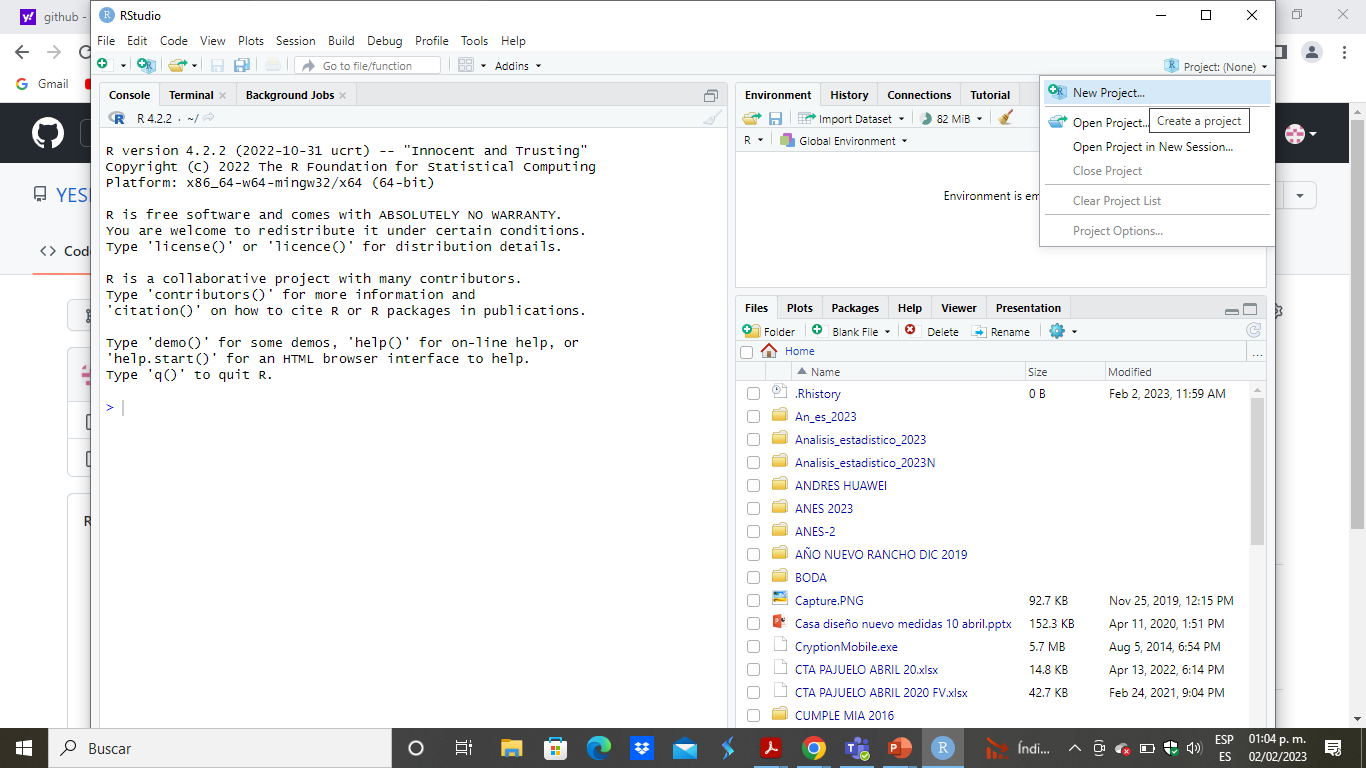 github -
RStudio
File Edit Code View Plots Session Build Debug Profile Tools Help
Go to file/function
Addins
Project: (None)
Gmail
Console Terminal Background Jobs
R 4.2.2 · ~/
R version 4.2.2 (2022-10-31 ucrt) -- "Innocent and Trusting"
Copyright (C) 2022 The R Foundation for Statistical Computing
Platform: x86_64-w64-mingw32/x64 (64-bit)
R is free software and comes with ABSOLUTELY NO WARRANTY.
You are welcome to redistribute it under certain conditions.
Type 'license()' or 'licence()' for distribution details.
R is a collaborative project with many contributors.
Type 'contributors()' for more information and
'citation()' on how to cite R or R packages in publications.
Type 'demo()' for some demos, 'help()' for on-line help, or
'help.start()' for an HTML browser interface to help.
Type 'q()' to quit R.
>
YES
Cod
R
Environment History Connections Tutorial
Import Dataset 82 MiB
R Global Environment
Environment is em
New Project...
Create a project
Open Project...
Open Project in New Session...
Close Project
Clear Project List
Project Options...
Files Plots Packages Help Viewer Presentation
Folder Blank File Delete Rename
Home ...
Name Size Modified
.Rhistory 0 B Feb 2, 2023, 11:59 AM
An_es_2023
Analisis_estadistico_2023
Analisis_estadistico_2023N
ANDRES HUAWEI
ANES 2023
ANES-2
AÑO NUEVO RANCHO DIC 2019
BODA
Capture.PNG 92.7 KB Nov 25, 2019, 12:15 PM
Casa diseño nuevo medidas 10 abril.pptx 152.3 KB Apr 11, 2020, 1:51 PM
CryptionMobile.exe 5.7 MB Aug 5, 2014, 6:54 PM
CTA PAJUELO ABRIL 20.xlsx 14.8 KB Apr 13, 2022, 6:14 PM
CTA PAJUELO ABRIL 2020 FV.xlsx 42.7 KB Feb 24, 2021, 9:04 PM
CUMPLE MIA 2016
Buscar
Índi...
ESP
ES
01:04 p. m.
02/02/2023